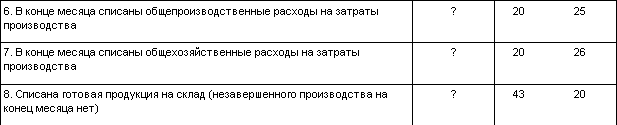 6. В конце месяца списаны общепроизводственные расходы на затраты ? 20 25
производства
7. В конце месяца списаны общехозяйственные расходы на затраты ? 20 26
производства
8. Списана готовая продукция на склад (незавершенного производства на ? 43 20
конец месяца нет)